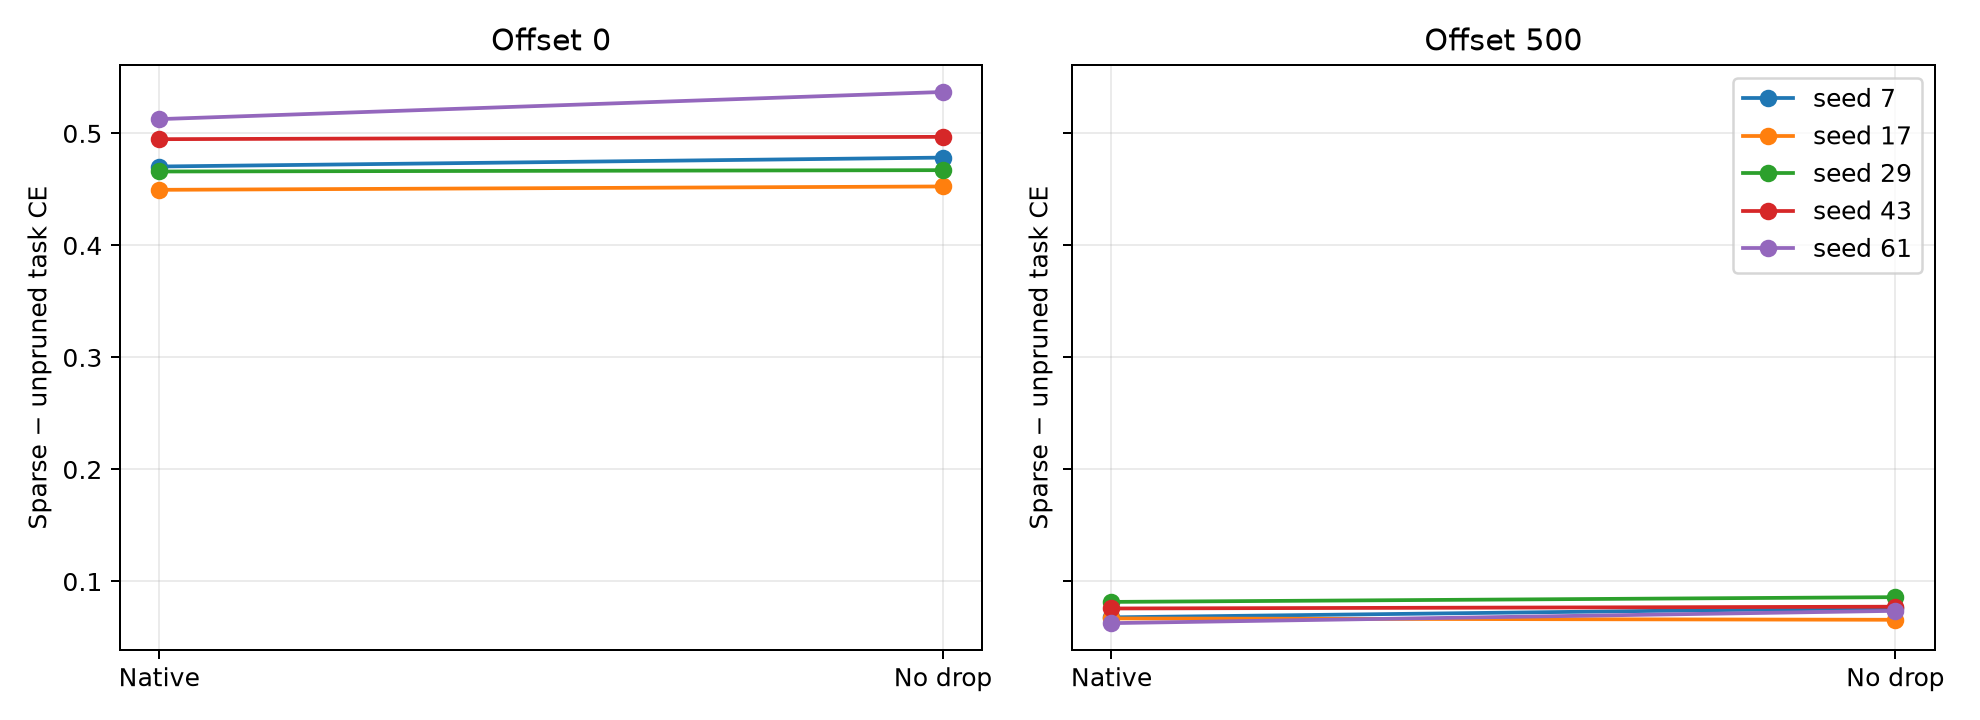 Offset 0
Sparse − unpruned task CE
0.5
0.4
0.3
0.2
0.1
Native
No drop
Offset 500
Sparse − unpruned task CE
seed 7
seed 17
seed 29
seed 43
seed 61
Native
No drop